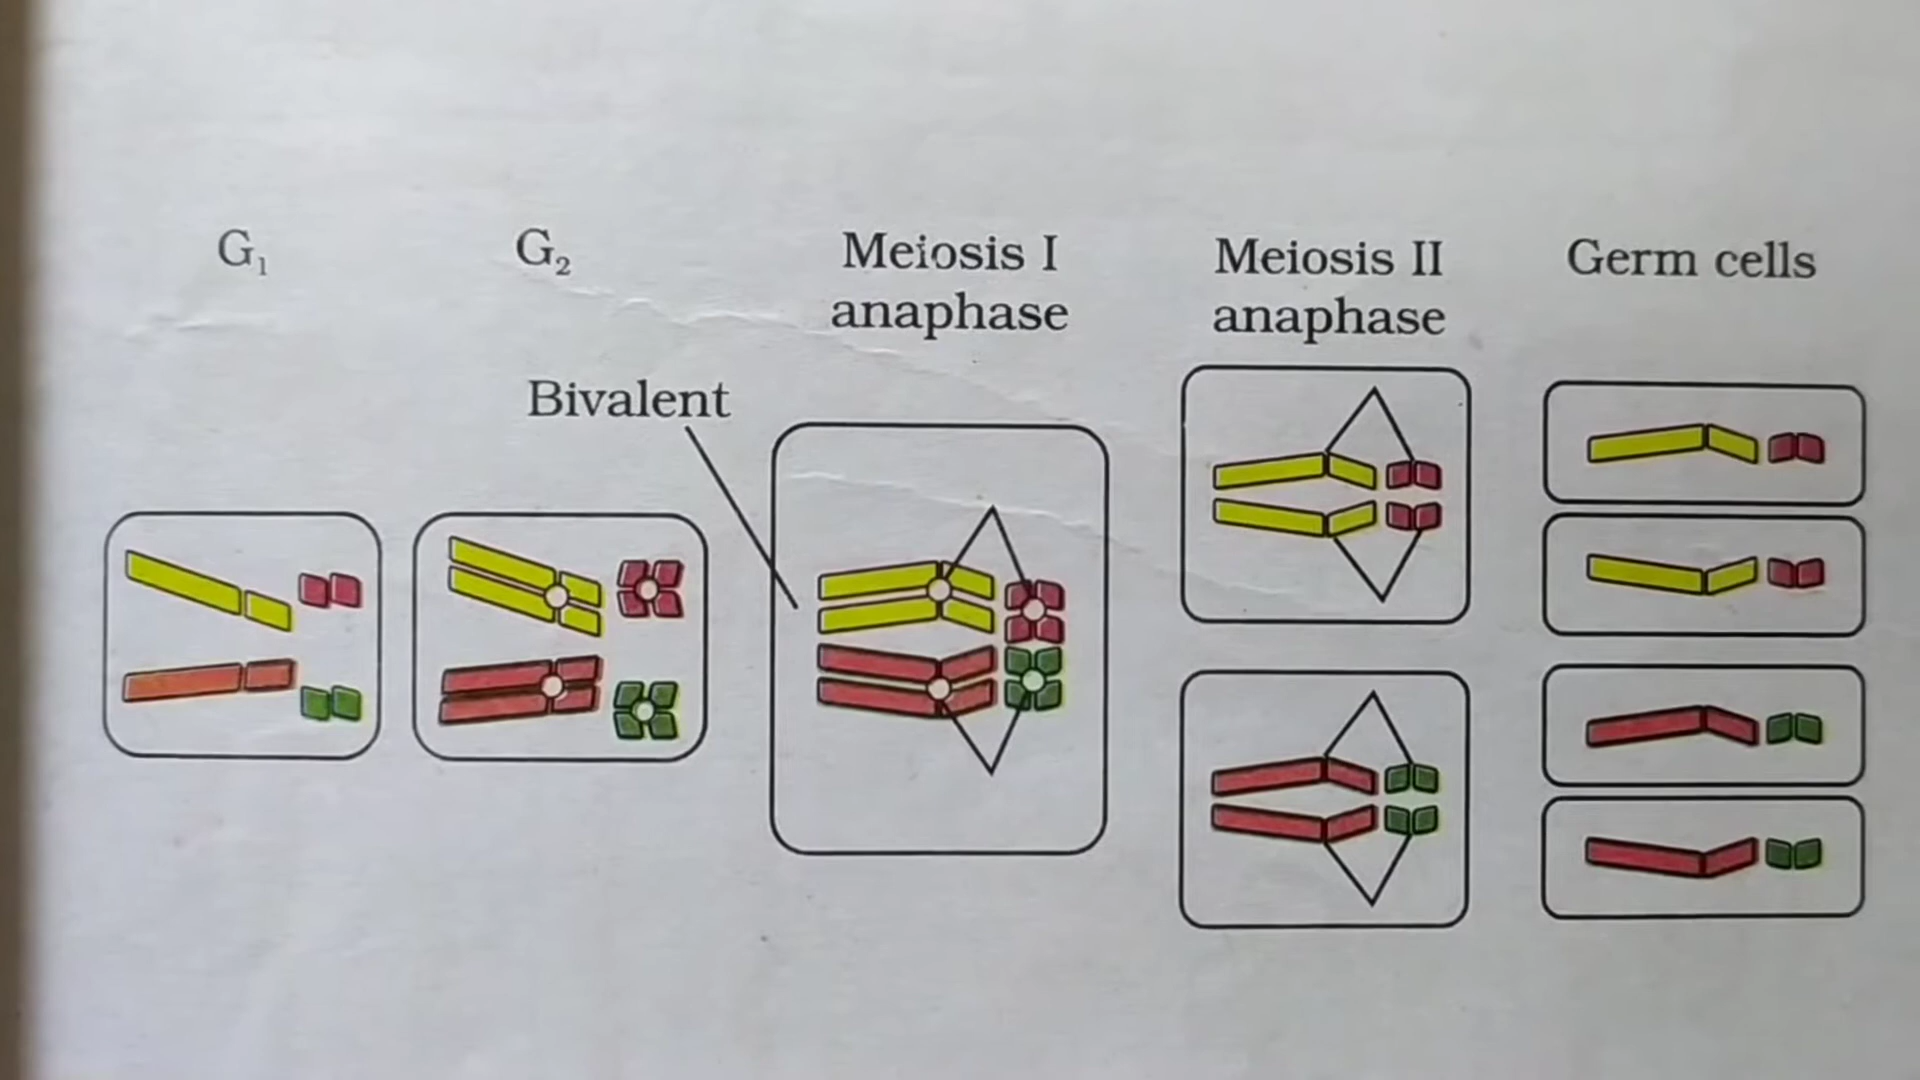 G₁
G₂
Meiosis I
anaphase
Meiosis II
anaphase
Germ cells
Bivalent